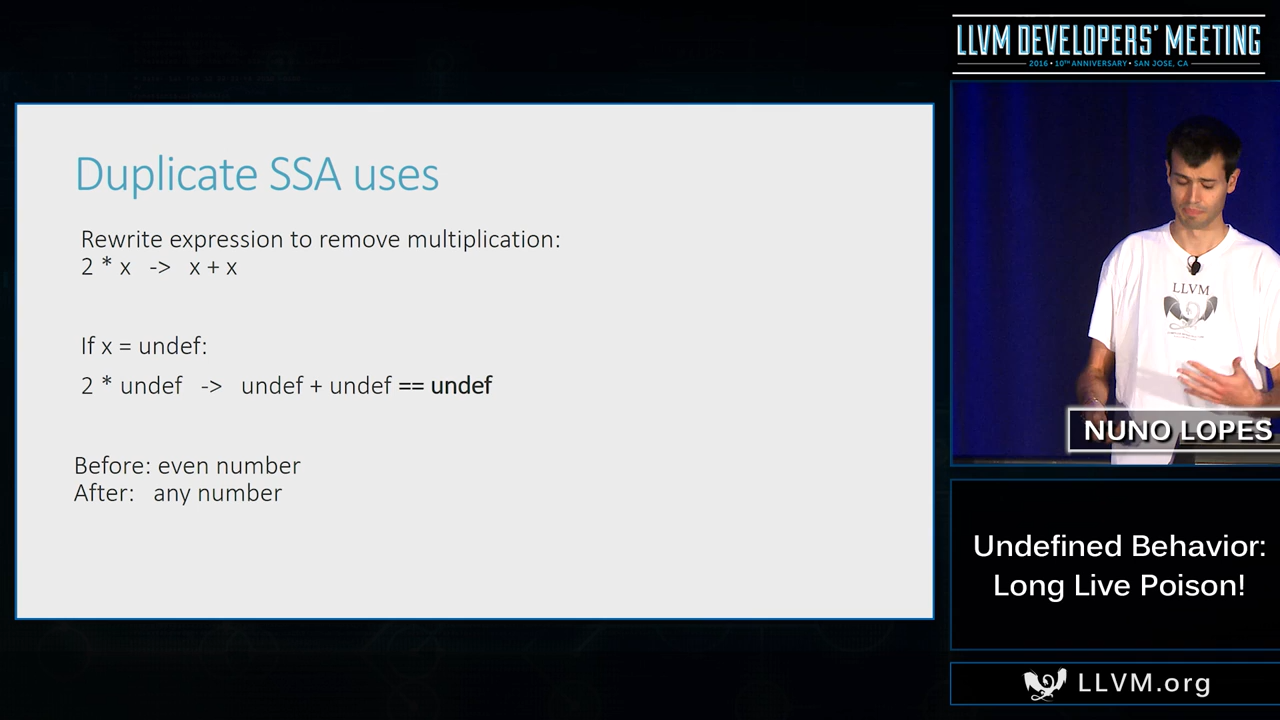 LLVM DEVELOPERS' MEETING
2016 • 10TH ANNIVERSARY • SAN JOSE, CA
Duplicate SSA uses
Rewrite expression to remove multiplication:
2 * x -> x + x
If x = undef:
2 * undef -> undef + undef == undef
Before: even number
After: any number
LLVM
NUNO LOPES
Undefined Behavior:
Long Live Poison!
LLVM.org